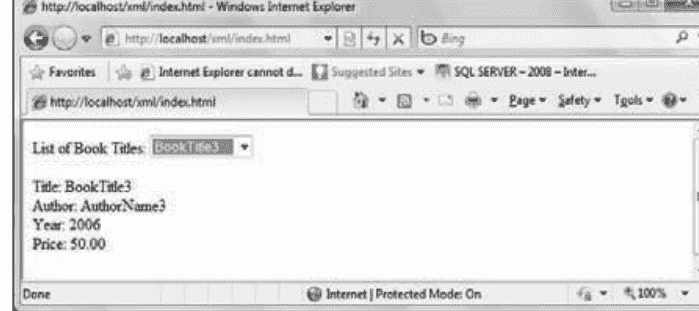 http://localhost/xml/index.html - Windows Internet Explorer
http://localhost/xml/index.html Bing
Favorites Internet Explorer cannot d... Suggested Sites SQL SERVER – 2008 – Inter...
http://localhost/xml/index.html Page Safety Tools
List of Book Titles: BookTitle3
Title: BookTitle3
Author: AuthorName3
Year: 2006
Price: 50.00
Done Internet | Protected Mode: On 100%